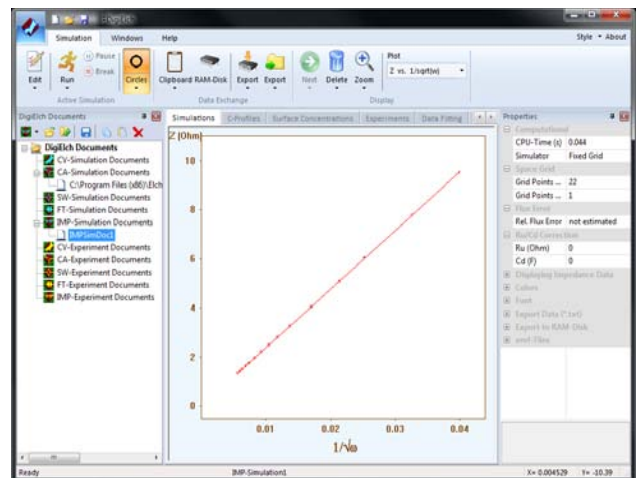 DigiElch
Simulation Windows Help
Style About
Edit Run Pause Break Circles Clipboard RAM-Disk Export Export Next Delete Zoom
Plot
Z vs. 1/sqrt(w)
Active Simulation Data Exchange Display
DigiElch Documents
DigiElch Documents
CV-Simulation Documents
CA-Simulation Documents
C:\Program Files (x86)\Elch
SW-Simulation Documents
FT-Simulation Documents
IMP-Simulation Documents
IMPSimDoc1
CV-Experiment Documents
CA-Experiment Documents
SW-Experiment Documents
FT-Experiment Documents
IMP-Experiment Documents
Simulations C-Profiles Surface Concentrations Experiments Data Fitting
Z' (Ohm)
10
8
6
4
2
0
0.01 0.02 0.03 0.04
1/√ω
Properties
Computational
CPU-Time (s) 0.044
Simulator Fixed Grid
Space Grid
Grid Points ... 22
Grid Points ... 1
Flux Error
Rel. Flux Error not estimated
Ru/Cd Correction
Ru (Ohm) 0
Cd (F) 0
Displaying Impedance Data
Colors
Font
Export Data (*.txt)
Export to RAM-Disk
emf-Files
Ready IMP-Simulation1 X= 0.004529 Y= -10.39